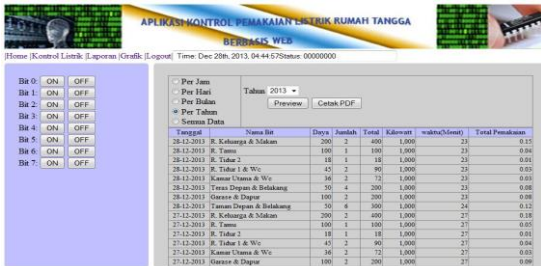 APLIKASI KONTROL PEMAKAIAN LISTRIK RUMAH TANGGA
BERBASIS WEB
|Home |Kontrol Listrik |Laporan |Grafik |Logout| Time: Dec 28th, 2013, 04:44:57Status: 00000000
Bit 0: ON OFF
Bit 1: ON OFF
Bit 2: ON OFF
Bit 3: ON OFF
Bit 4: ON OFF
Bit 5: ON OFF
Bit 6: ON OFF
Bit 7: ON OFF
Per Jam
Per Hari
Per Bulan
Per Tahun
Semua Data
Tahun 2013
Preview Cetak PDF
Tanggal Nama Bit Daya Jumlah Total Kilowatt waktu(Menit) Total Pemakaian
28-12-2013 R. Keluarga & Makan 200 2 400 1,000 23 0.15
28-12-2013 R. Tamu 100 1 100 1,000 23 0.04
28-12-2013 R. Tidur 2 18 1 18 1,000 23 0.01
28-12-2013 R. Tidur 1 & Wc 45 2 90 1,000 23 0.03
28-12-2013 Kamar Utama & Wc 36 2 72 1,000 23 0.03
28-12-2013 Teras Depan & Belakang 50 4 200 1,000 23 0.08
28-12-2013 Garase & Dapur 100 2 200 1,000 23 0.08
28-12-2013 Taman Depan & Belakang 50 6 300 1,000 24 0.12
27-12-2013 R. Keluarga & Makan 200 2 400 1,000 27 0.18
27-12-2013 R. Tamu 100 1 100 1,000 27 0.05
27-12-2013 R. Tidur 2 18 1 18 1,000 27 0.01
27-12-2013 R. Tidur 1 & Wc 45 2 90 1,000 27 0.04
27-12-2013 Kamar Utama & Wc 36 2 72 1,000 27 0.03
27-12-2013 Garase & Dapur 100 2 200 1,000 27 0.09